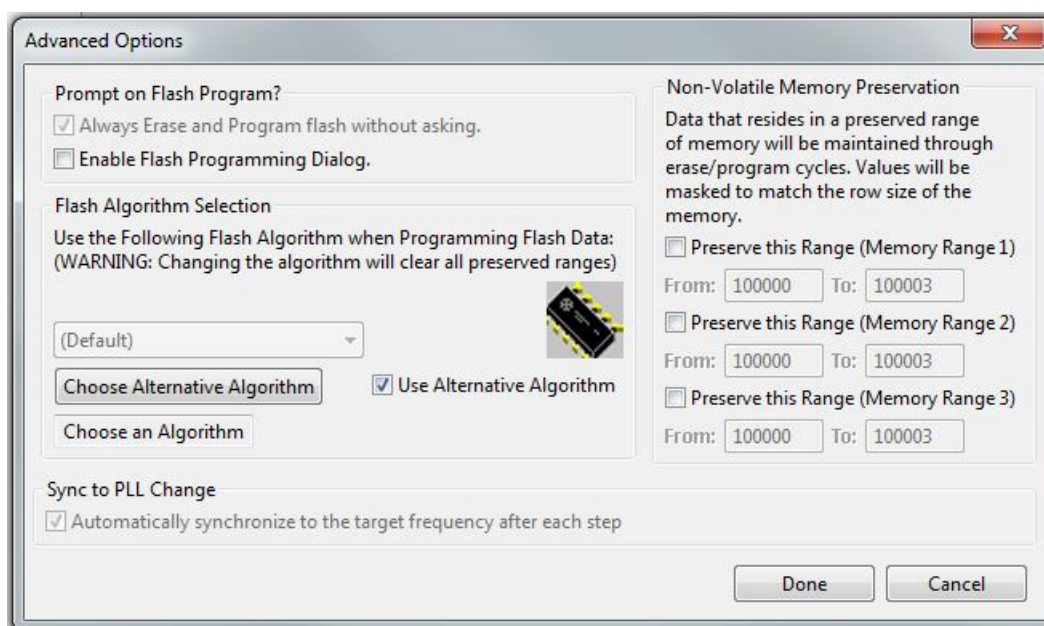 Advanced Options
Prompt on Flash Program?
Always Erase and Program flash without asking.
Enable Flash Programming Dialog.
Flash Algorithm Selection
Use the Following Flash Algorithm when Programming Flash Data:
(WARNING: Changing the algorithm will clear all preserved ranges)
(Default)
Choose Alternative Algorithm
Use Alternative Algorithm
Choose an Algorithm
Non-Volatile Memory Preservation
Data that resides in a preserved range
of memory will be maintained through
erase/program cycles. Values will be
masked to match the row size of the
memory.
Preserve this Range (Memory Range 1)
From: 100000 To: 100003
Preserve this Range (Memory Range 2)
From: 100000 To: 100003
Preserve this Range (Memory Range 3)
From: 100000 To: 100003
Sync to PLL Change
Automatically synchronize to the target frequency after each step
Done
Cancel